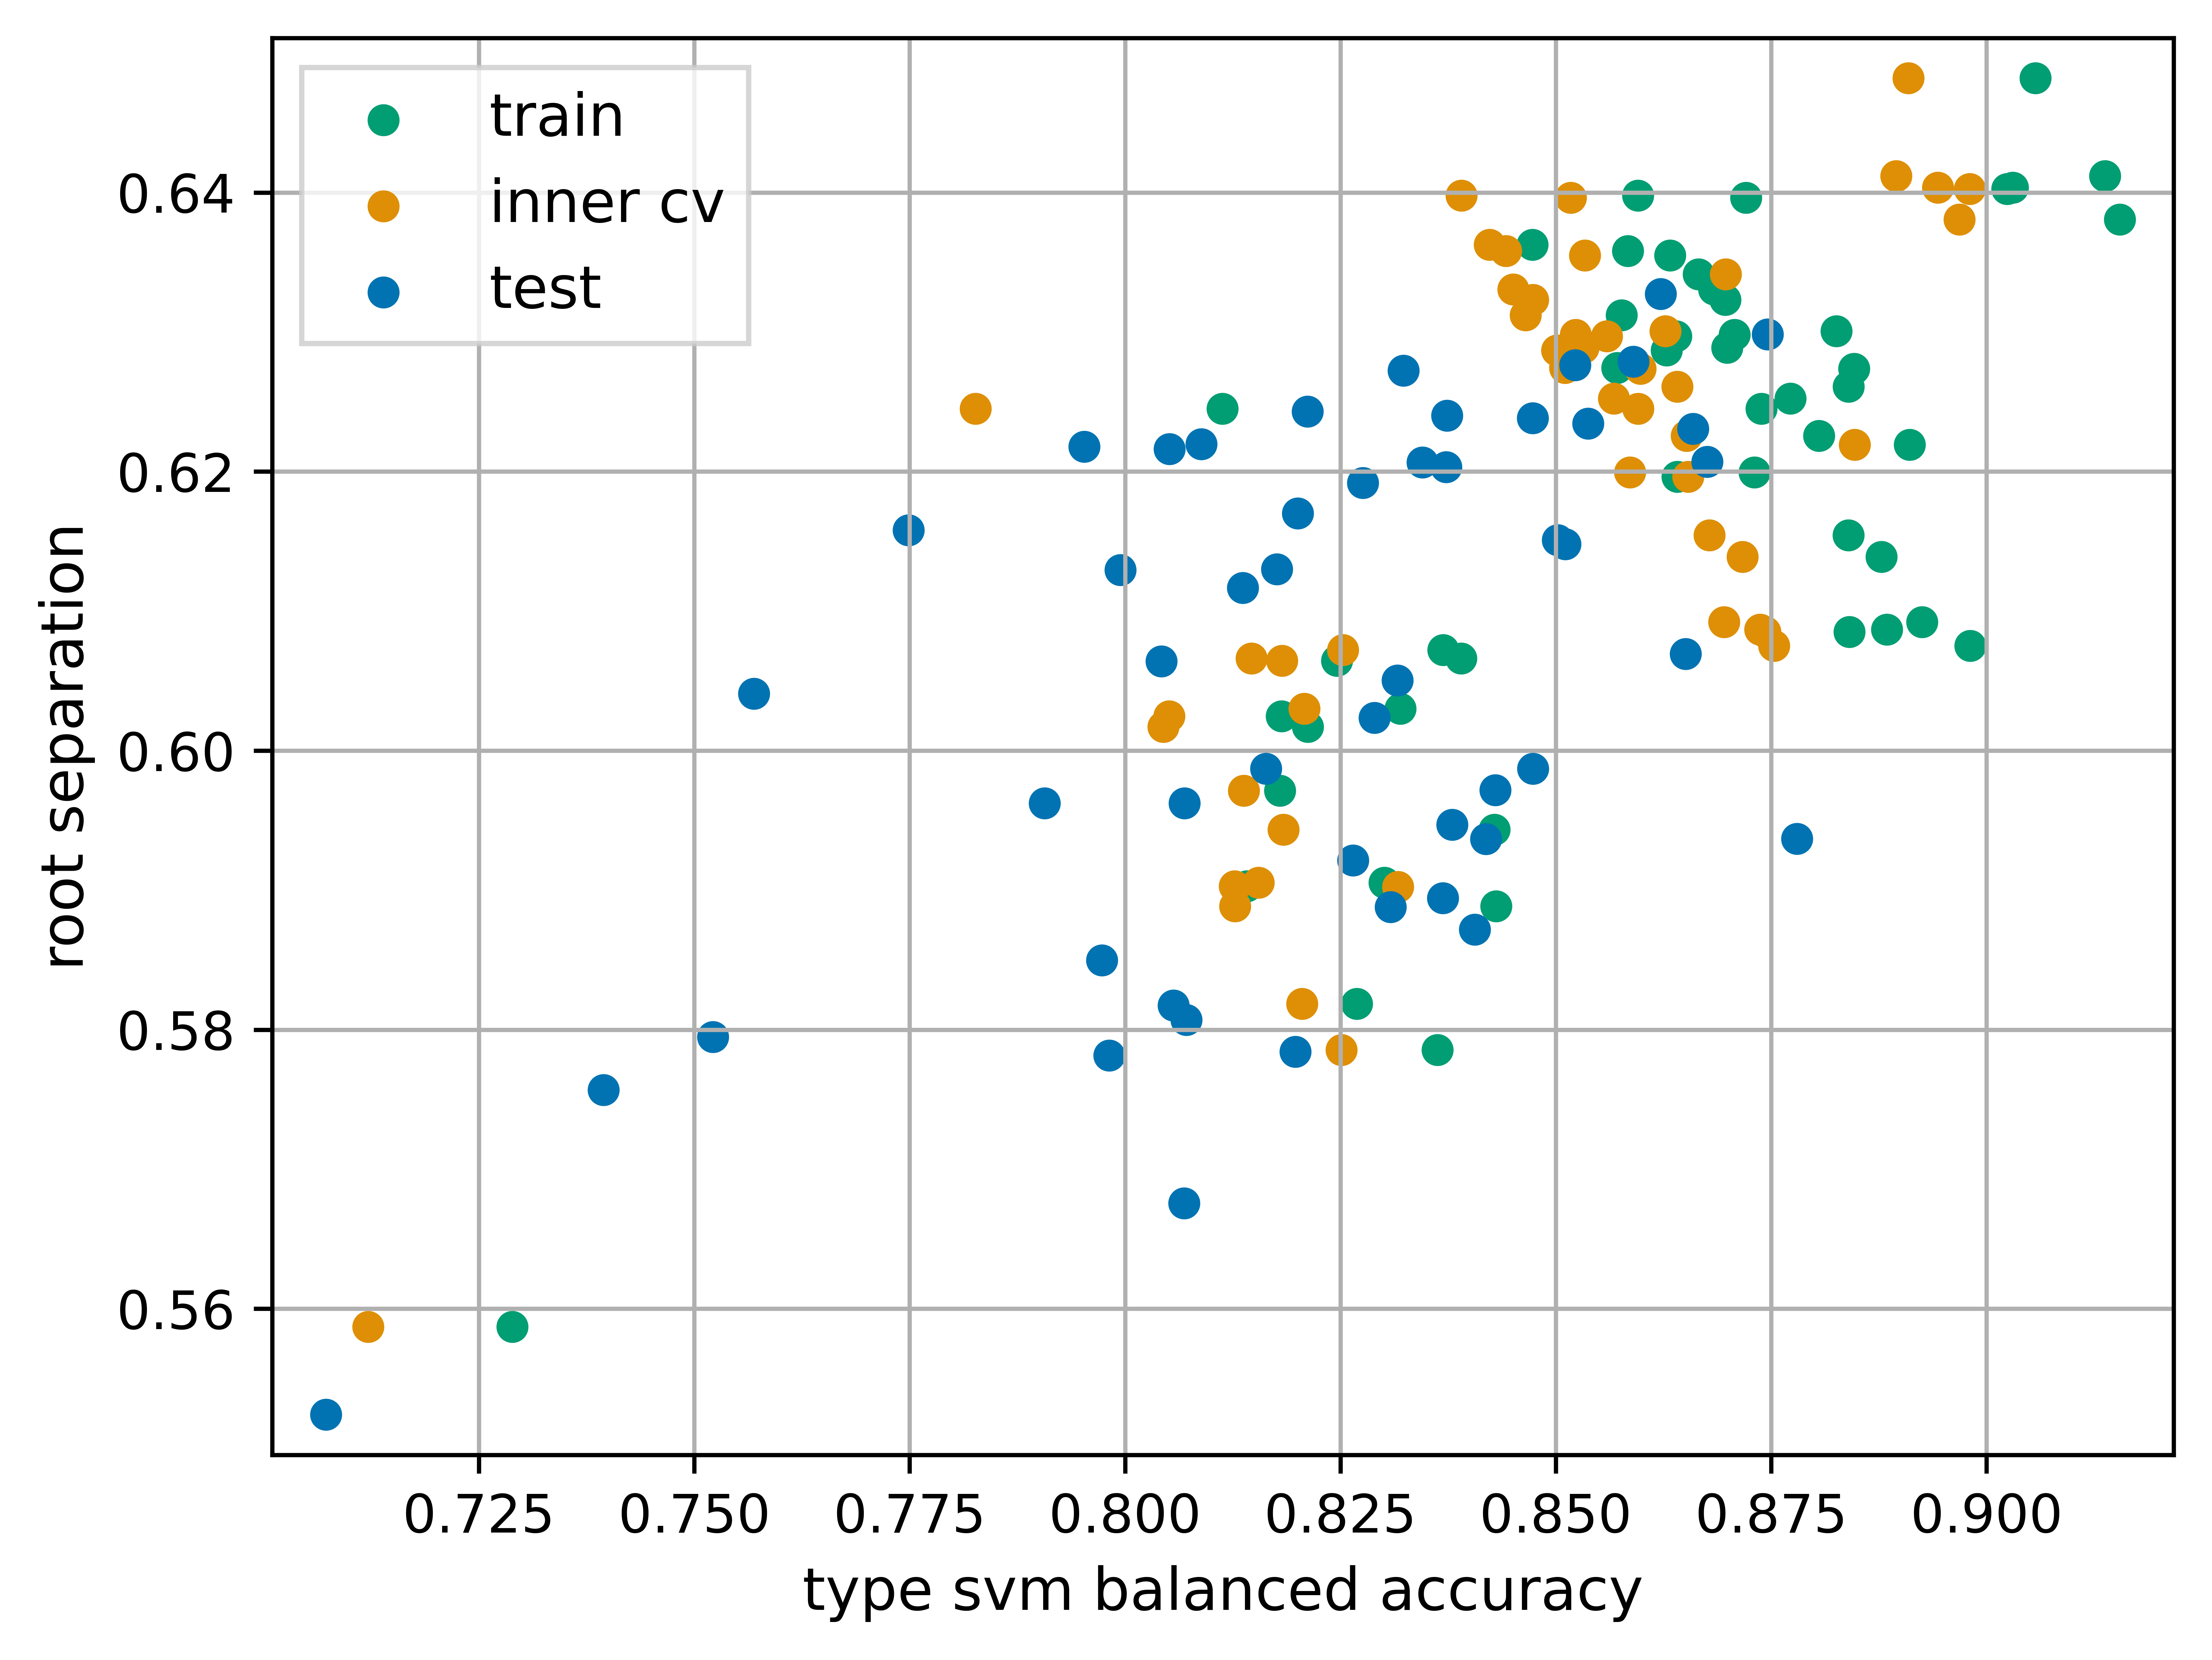 train
inner cv
test
0.64
0.62
0.60
0.58
0.56
root separation
0.725 0.750 0.775 0.800 0.825 0.850 0.875 0.900
type svm balanced accuracy